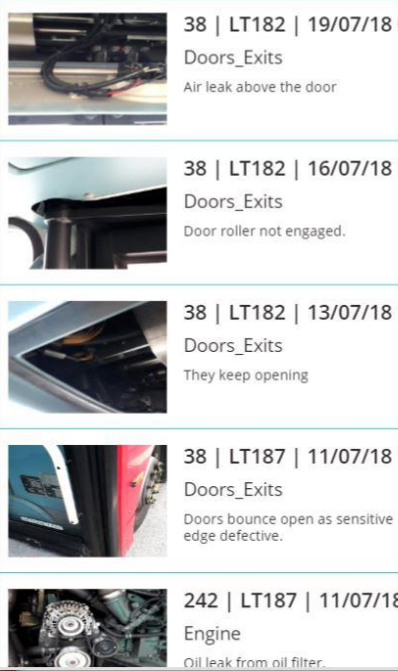 38 | LT182 | 19/07/18
Doors_Exits
Air leak above the door
38 | LT182 | 16/07/18
Doors_Exits
Door roller not engaged.
38 | LT182 | 13/07/18
Doors_Exits
They keep opening
38 | LT187 | 11/07/18
Doors_Exits
Doors bounce open as sensitive
edge defective.
242 | LT187 | 11/07/18
Engine
Oil leak from oil filter.